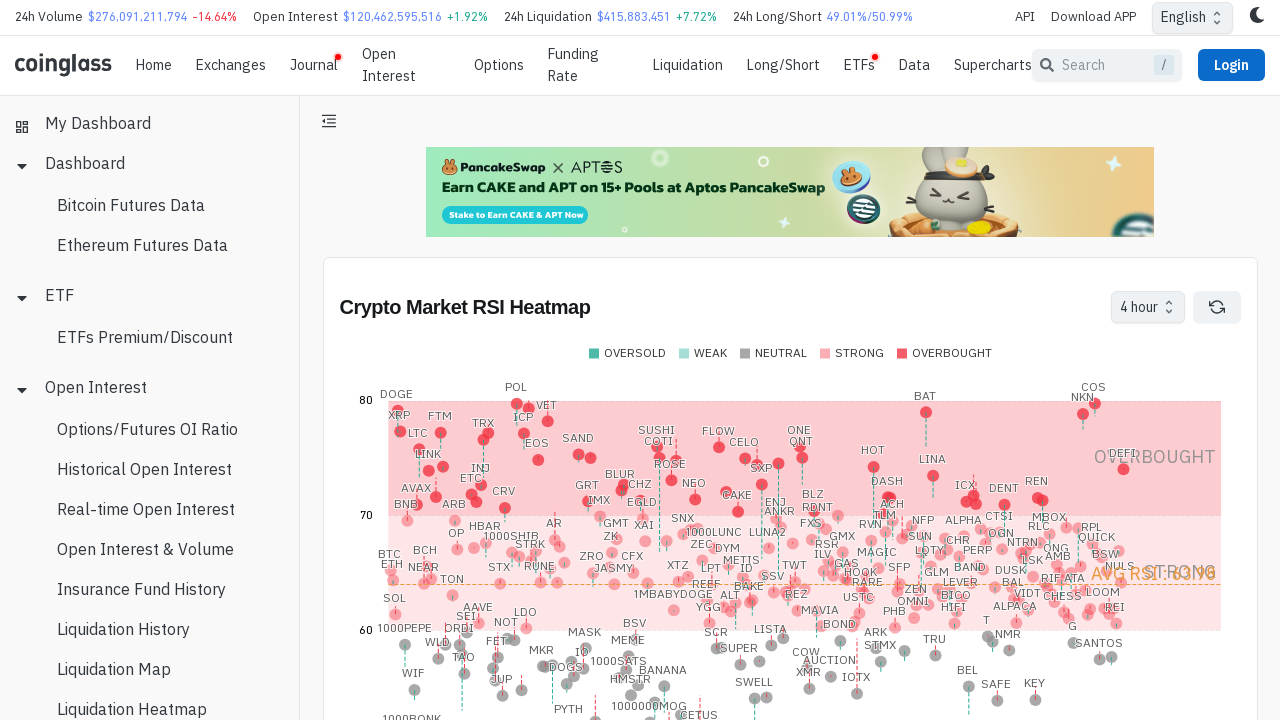 24h Volume $276,091,211,794 -14.64% Open Interest $120,462,595,516 +1.92% 24h Liquidation $415,883,451 +7.72% 24h Long/Short 49.01%/50.99% API Download APP English
coinglass Home Exchanges Journal Open Interest Options Funding Rate Liquidation Long/Short ETFs Data Supercharts Search / Login
My Dashboard
Dashboard
Bitcoin Futures Data
Ethereum Futures Data
ETF
ETFs Premium/Discount
Open Interest
Options/Futures OI Ratio
Historical Open Interest
Real-time Open Interest
Open Interest & Volume
Insurance Fund History
Liquidation History
Liquidation Map
Liquidation Heatmap
PancakeSwap X APTOS
Earn CAKE and APT on 15+ Pools at Aptos PancakeSwap
Stake to Earn CAKE & APT Now
Crypto Market RSI Heatmap
4 hour
OVERSOLD WEAK NEUTRAL STRONG OVERBOUGHT
DOGE POL COS
80 BAT NKN
XRP FTM ICP VET
LTC TRX EOS SAND SUSHI COTI FLOW CELO ONE QNT HOT DEFI
OVERBOUGHT
LINK INJ ETC ROSE SXP LINA
AVAX CRV GRT BLUR CHZ NEO CAKE BLZ DASH ICX DENT REN
BNB ARB IMX EGLD ENJ RDNT ACH
70 HBAR AR GMT XAI SNX ANKR FXS RVN TLM NFP ALPHA CTSI MBOX RLC RPL
OP 1000SHIB ZK 1000LUNC LUNA2 GMX SUN CHR OGN QUICK
BTC BCH STRK ZRO CFX ZEC DYM RSR ILV MAGIC LQTY PERP NTRN ONG AMB BSW
ETH NEAR STX RUNE JASMY XTZ METIS LPT ID TWT GAS SFP BAND LSK NULS
STRONG
AVG RSI:
TON REEF BAKE SSV HOOK RARE GLM LEVER DUSK BAL RIF ATA
SOL AAVE LDO 1MBABYDOGE ALT REZ USTC ZEN BICO VIDT CHESS LOOM
YGG MAVIA PHB OMNI HIFI ALPACA REI
60 1000PEPE ORDI SEI NOT BSV BOND T G
WLD FET MASK MEME SCR LISTA ARK TRU NMR SANTOS
TAO MKR IO 1000SATS SUPER COW STMX
WIF JUP DOGS HMSTR BANANA SWELL XMR AUCTION IOTX BEL SAFE KEY
PYTH 1000000MOG
1000BONK CETUS